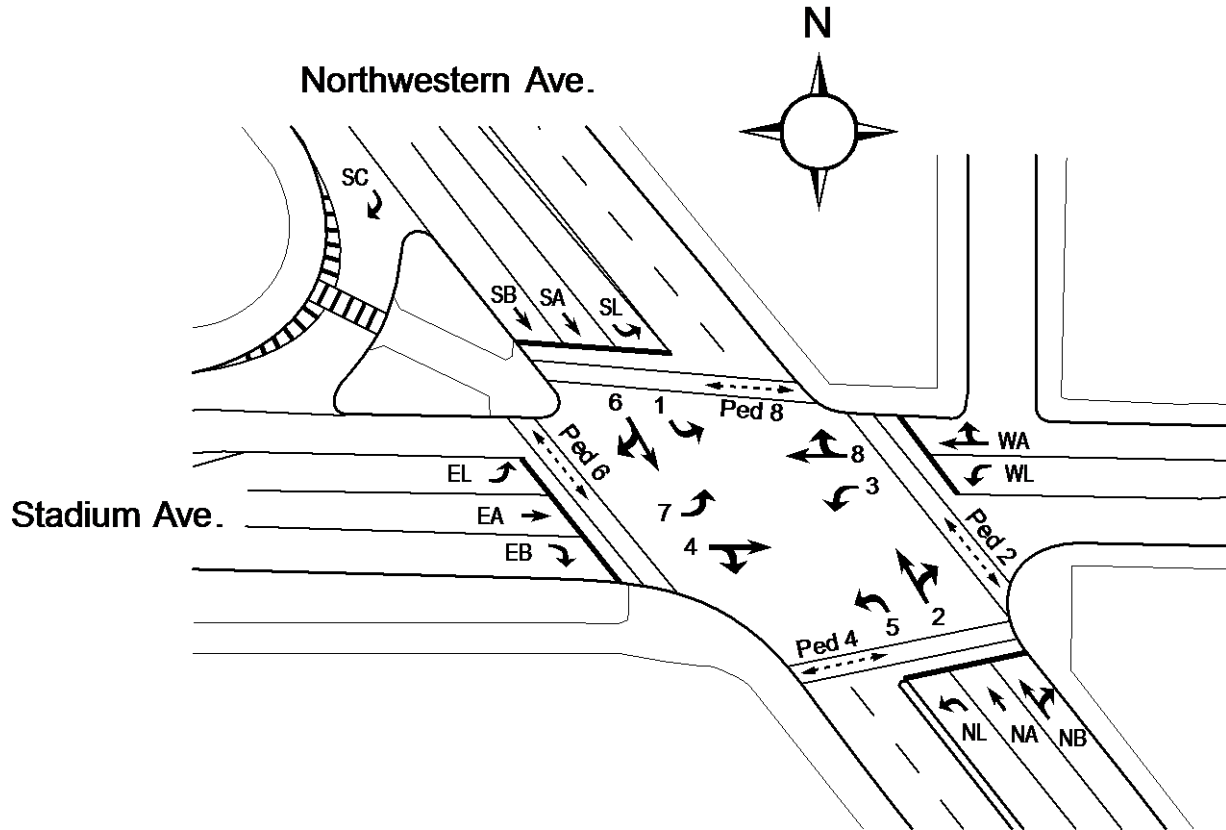 N
Northwestern Ave.
SC
SB
SA
SL
Ped 8
6
1
Ped 6
8
WA
EL
3
WL
Stadium Ave.
EA
7
4
EB
Ped 2
5
2
Ped 4
NL
NA
NB